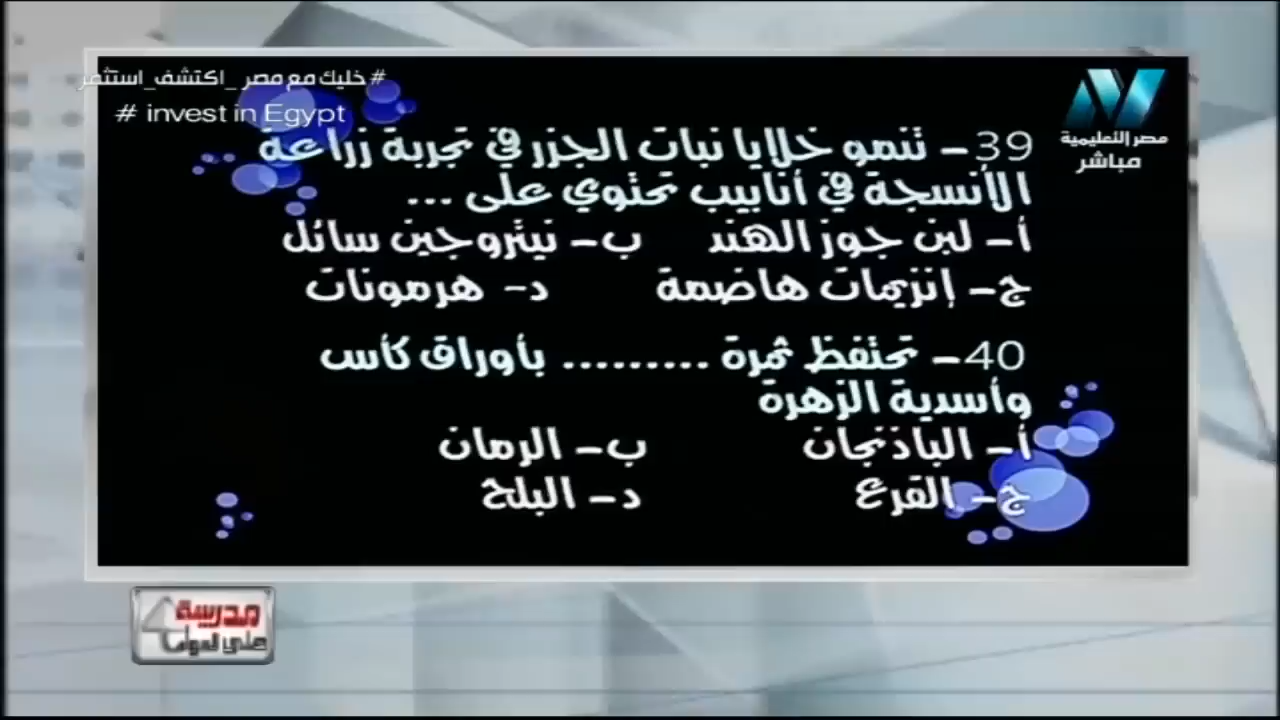 #خليك مع مصر _اكتشف_استثمر
# invest in Egypt
مصر التعليمية
مباشر
39– تنمو خلايا نبات الجزر في تجربة زراعة
الأنسجة في أنابيب تحتوي على ...
أ– لبن جوز الهند ب– نيتروجين سائل
ج– إنزيمات هاضمة د- هرمونات
40– تحتفظ ثمرة ......... بأوراق كأس
وأسدية الزهرة
أ– الباذنجان ب– الرمان
ج– القرع د– البلح
مدرسة
على الهواء